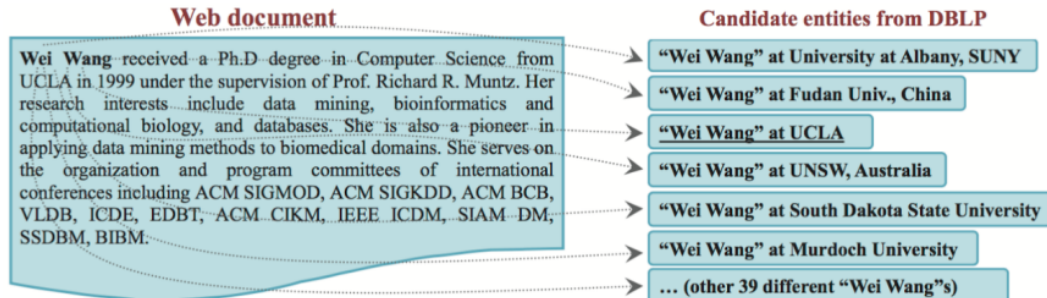 Web document
Wei Wang received a Ph.D degree in Computer Science from
UCLA in 1999 under the supervision of Prof. Richard R. Muntz. Her
research interests include data mining, bioinformatics and
computational biology, and databases. She is also a pioneer in
applying data mining methods to biomedical domains. She serves on
the organization and program committees of international
conferences including ACM SIGMOD, ACM SIGKDD, ACM BCB,
VLDB, ICDE, EDBT, ACM CIKM, IEEE ICDM, SIAM DM,
SSDBM, BIBM.
Candidate entities from DBLP
“Wei Wang” at University at Albany, SUNY
“Wei Wang” at Fudan Univ., China
“Wei Wang” at UCLA
“Wei Wang” at UNSW, Australia
“Wei Wang” at South Dakota State University
“Wei Wang” at Murdoch University
... (other 39 different “Wei Wang”s)